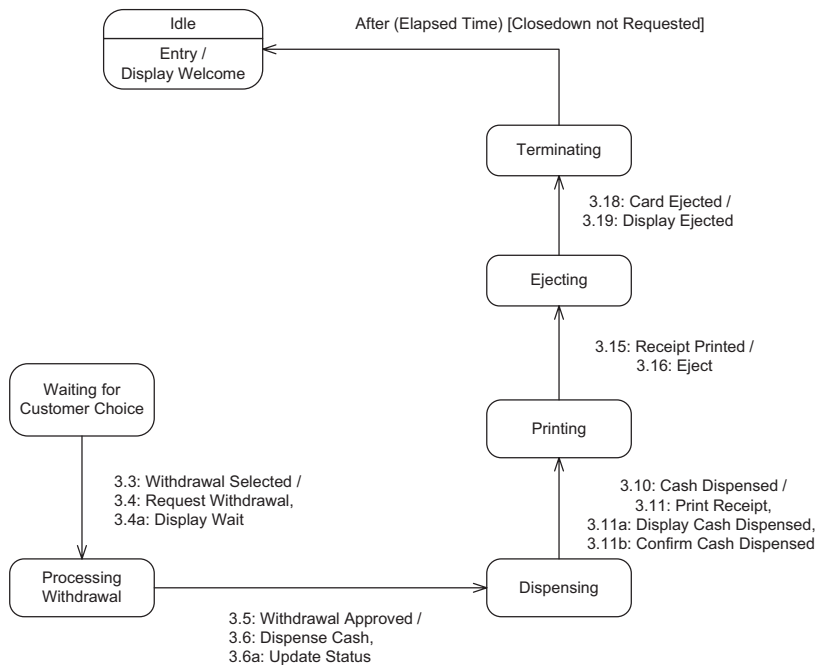 Idle
Entry /
Display Welcome
After (Elapsed Time) [Closedown not Requested]
Terminating
3.18: Card Ejected /
3.19: Display Ejected
Ejecting
3.15: Receipt Printed /
3.16: Eject
Waiting for
Customer Choice
Printing
3.3: Withdrawal Selected /
3.4: Request Withdrawal,
3.4a: Display Wait
3.10: Cash Dispensed /
3.11: Print Receipt,
3.11a: Display Cash Dispensed,
3.11b: Confirm Cash Dispensed
Processing
Withdrawal
Dispensing
3.5: Withdrawal Approved /
3.6: Dispense Cash,
3.6a: Update Status